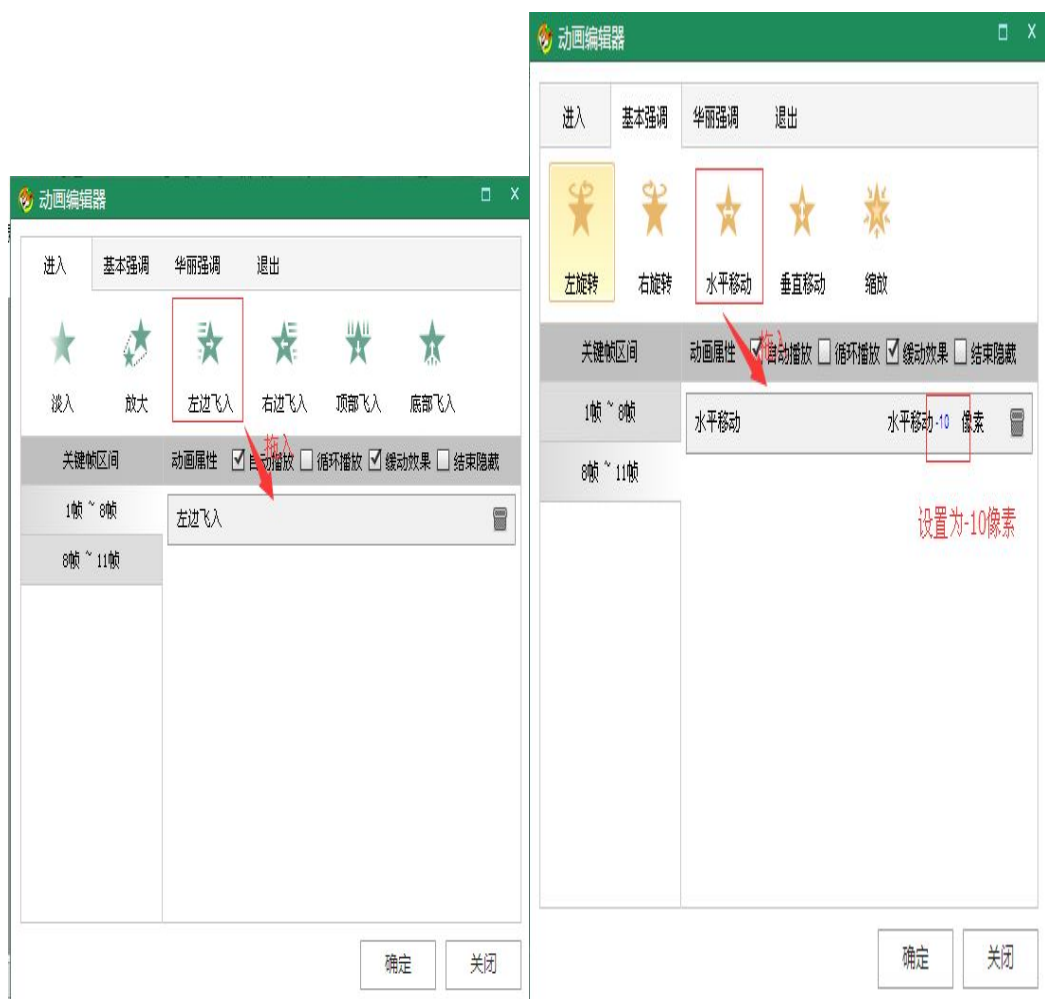 动画编辑器
进入 基本强调 华丽强调 退出
淡入 放大 左边飞入 右边飞入 顶部飞入 底部飞入
拖入
关键帧区间 动画属性 自动播放 循环播放 缓动效果 结束隐藏
1帧 ~ 8帧
左边飞入
8帧 ~ 11帧
确定 关闭
动画编辑器
进入 基本强调 华丽强调 退出
左旋转 右旋转 水平移动 垂直移动 缩放
拖入
关键帧区间 动画属性 自动播放 循环播放 缓动效果 结束隐藏
1帧 ~ 8帧
水平移动 水平移动 -10 像素
8帧 ~ 11帧
设置为-10像素
确定 关闭